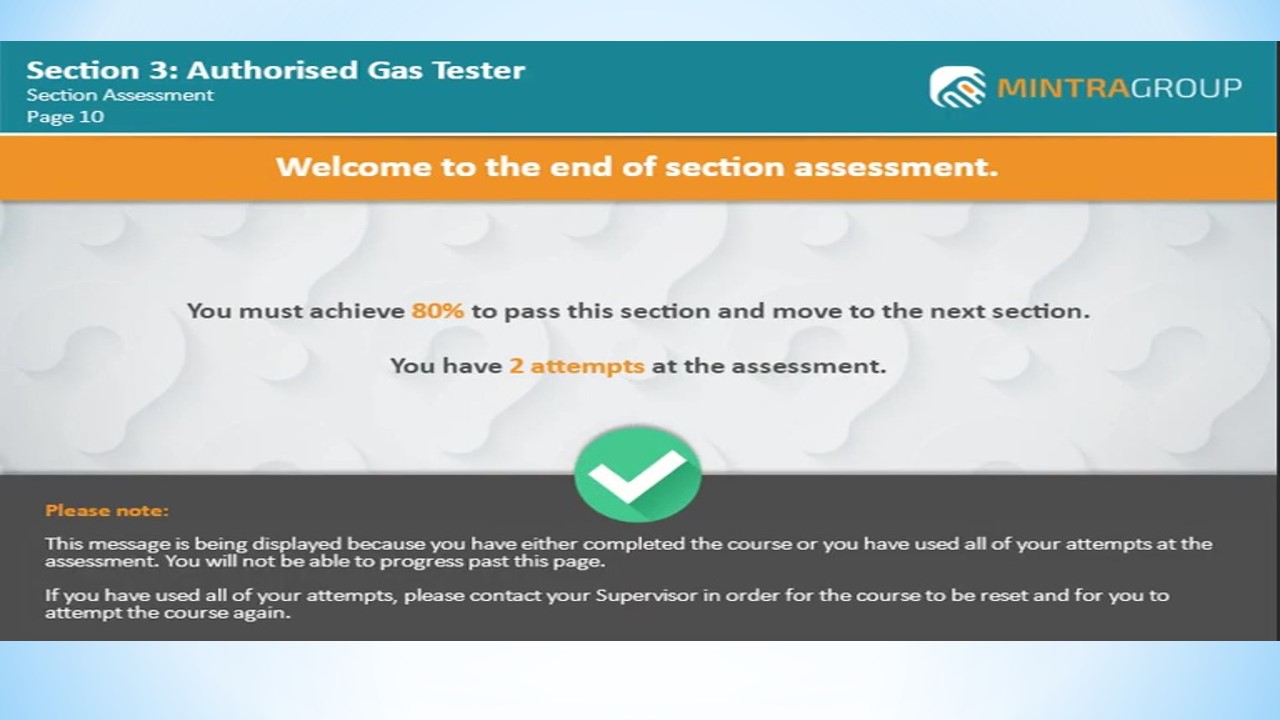 Section 3: Authorised Gas Tester
Section Assessment
Page 10
MINTRAGROUP
Welcome to the end of section assessment.
You must achieve 80% to pass this section and move to the next section.
You have 2 attempts at the assessment.
Please note:
This message is being displayed because you have either completed the course or you have used all of your attempts at the
assessment. You will not be able to progress past this page.
If you have used all of your attempts, please contact your Supervisor in order for the course to be reset and for you to
attempt the course again.